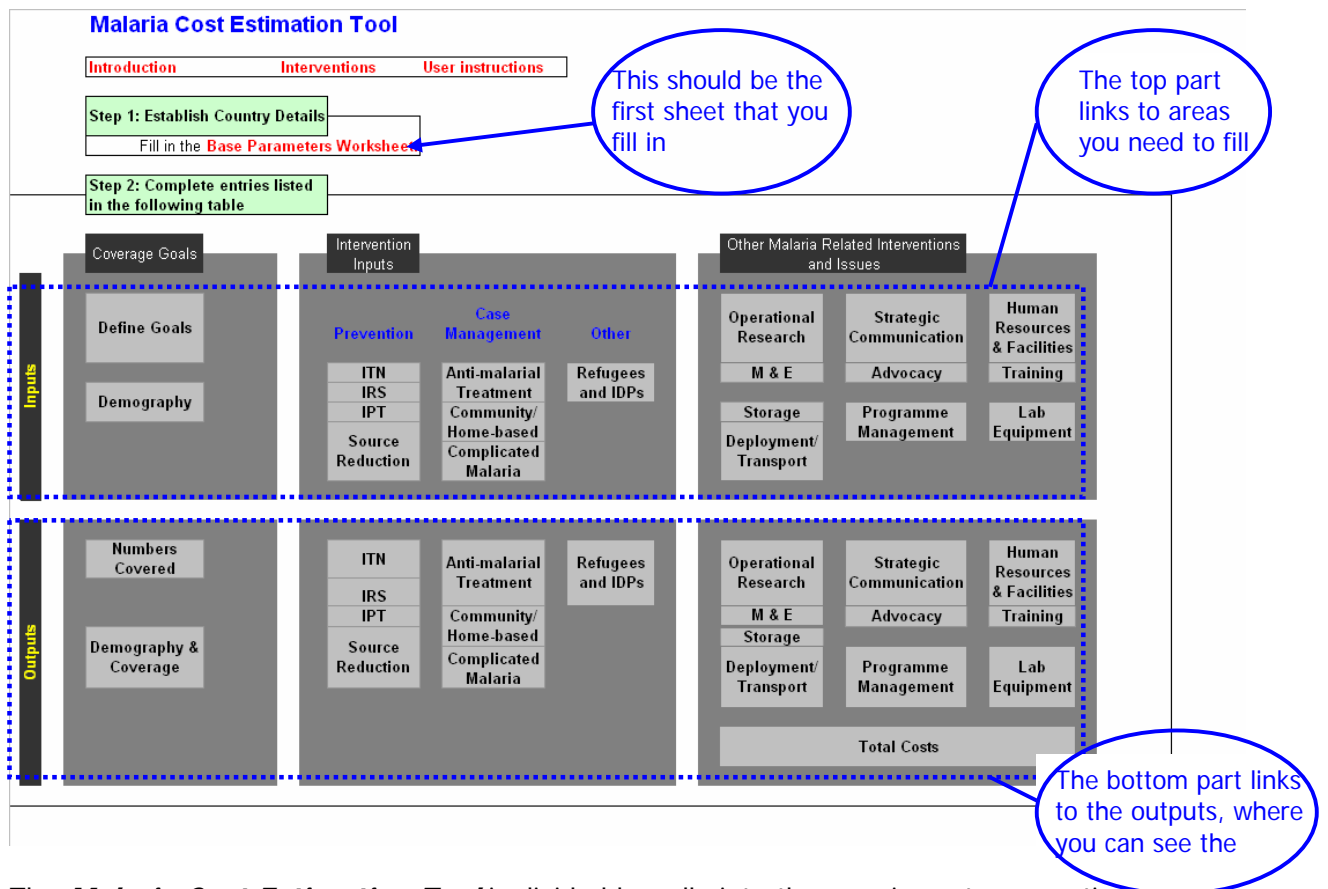 Malaria Cost Estimation Tool
Introduction Interventions User instructions
Step 1: Establish Country Details
Fill in the Base Parameters Worksheet
This should be the
first sheet that you
fill in
The top part
links to areas
you need to fill
Step 2: Complete entries listed
in the following table
Coverage Goals
Intervention
Inputs
Other Malaria Related Interventions
and Issues
Inputs
Define Goals
Demography
Prevention
ITN
IRS
IPT
Source
Reduction
Case
Management
Anti-malarial
Treatment
Community/
Home-based
Complicated
Malaria
Other
Refugees
and IDPs
Operational
Research
M & E
Storage
Deployment/
Transport
Strategic
Communication
Advocacy
Programme
Management
Human
Resources
& Facilities
Training
Lab
Equipment
Outputs
Numbers
Covered
Demography &
Coverage
ITN
IRS
IPT
Source
Reduction
Anti-malarial
Treatment
Community/
Home-based
Complicated
Malaria
Refugees
and IDPs
Operational
Research
M & E
Storage
Deployment/
Transport
Strategic
Communication
Advocacy
Programme
Management
Human
Resources
& Facilities
Training
Lab
Equipment
Total Costs
The bottom part links
to the outputs, where
you can see the